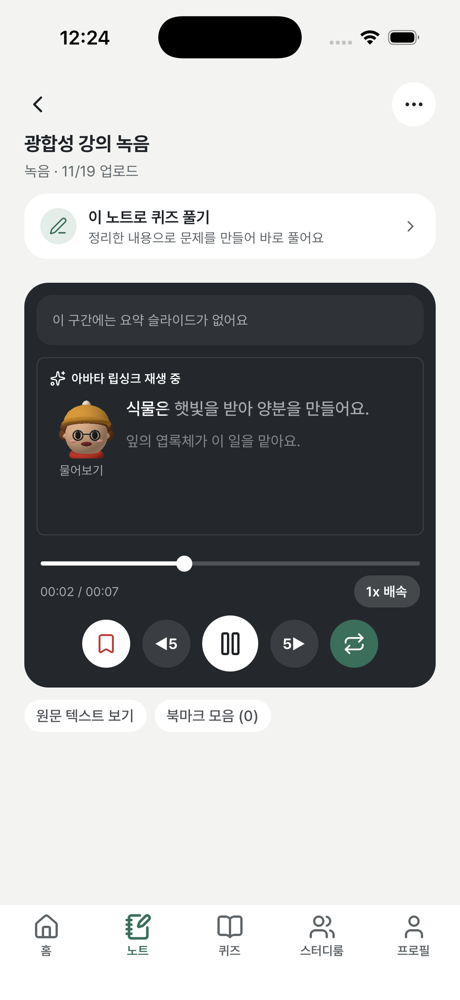 12:24
광합성 강의 녹음
녹음 · 11/19 업로드
이 노트로 퀴즈 풀기
정리한 내용으로 문제를 만들어 바로 풀어요
이 구간에는 요약 슬라이드가 없어요
아바타 립싱크 재생 중
식물은 햇빛을 받아 양분을 만들어요.
잎의 엽록체가 이 일을 맡아요.
물어보기
00:02 / 00:07
1x 배속
◀5
5▶
원문 텍스트 보기
북마크 모음 (0)
홈
노트
퀴즈
스터디룸
프로필